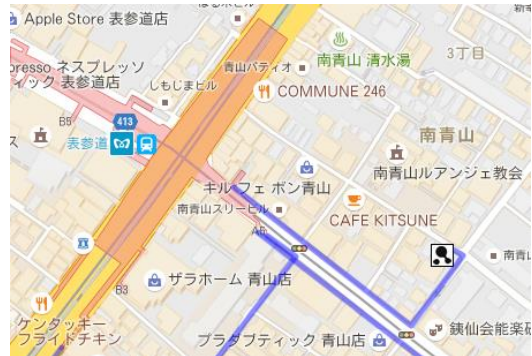 Apple Store 表参道店
青山パティオ
南青山 清水湯
3丁目
esso ネスプレッソ
ィック 表参道店
しもじまビル
COMMUNE 246
B5
413
表参道
南青山
南青山ルアンジェ教会
キル フェ ボン青山
南青山スリービル
CAFE KITSUNE
A5
南青山
ザラホーム 青山店
B3
ケンタッキー
フライドチキン
プラダブティック 青山店
銕仙会能楽研